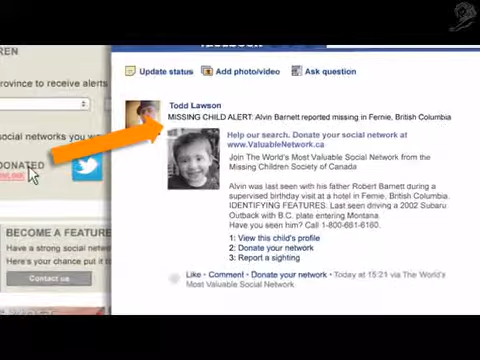 REN
Update status
Add photo/video
Ask question
rovince to receive alerts
Todd Lawson
MISSING CHILD ALERT: Alvin Barnett reported missing in Fernie, British Columbia
ocial networks you w
Help our search. Donate your social network at
www.ValuableNetwork.ca
Join The World's Most Valuable Social Network from the
Missing Children Society of Canada
DONATED
Alvin was last seen with his father Robert Barnett during a
supervised birthday visit at a hotel in Fernie, British Columbia.
IDENTIFYING FEATURES: Last seen driving a 2002 Subaru
Outback with B.C. plate entering Montana
Have you seen him? Call 1-800-661-6160.
BECOME A FEATURE
Have a strong social netw
Here's your chance to exp
Contact us
1: View this child's profile
2: Donate your network
3: Report a sighting
Like • Comment • Donate your network • Today at 15:21 via The World's
Most Valuable Social Network